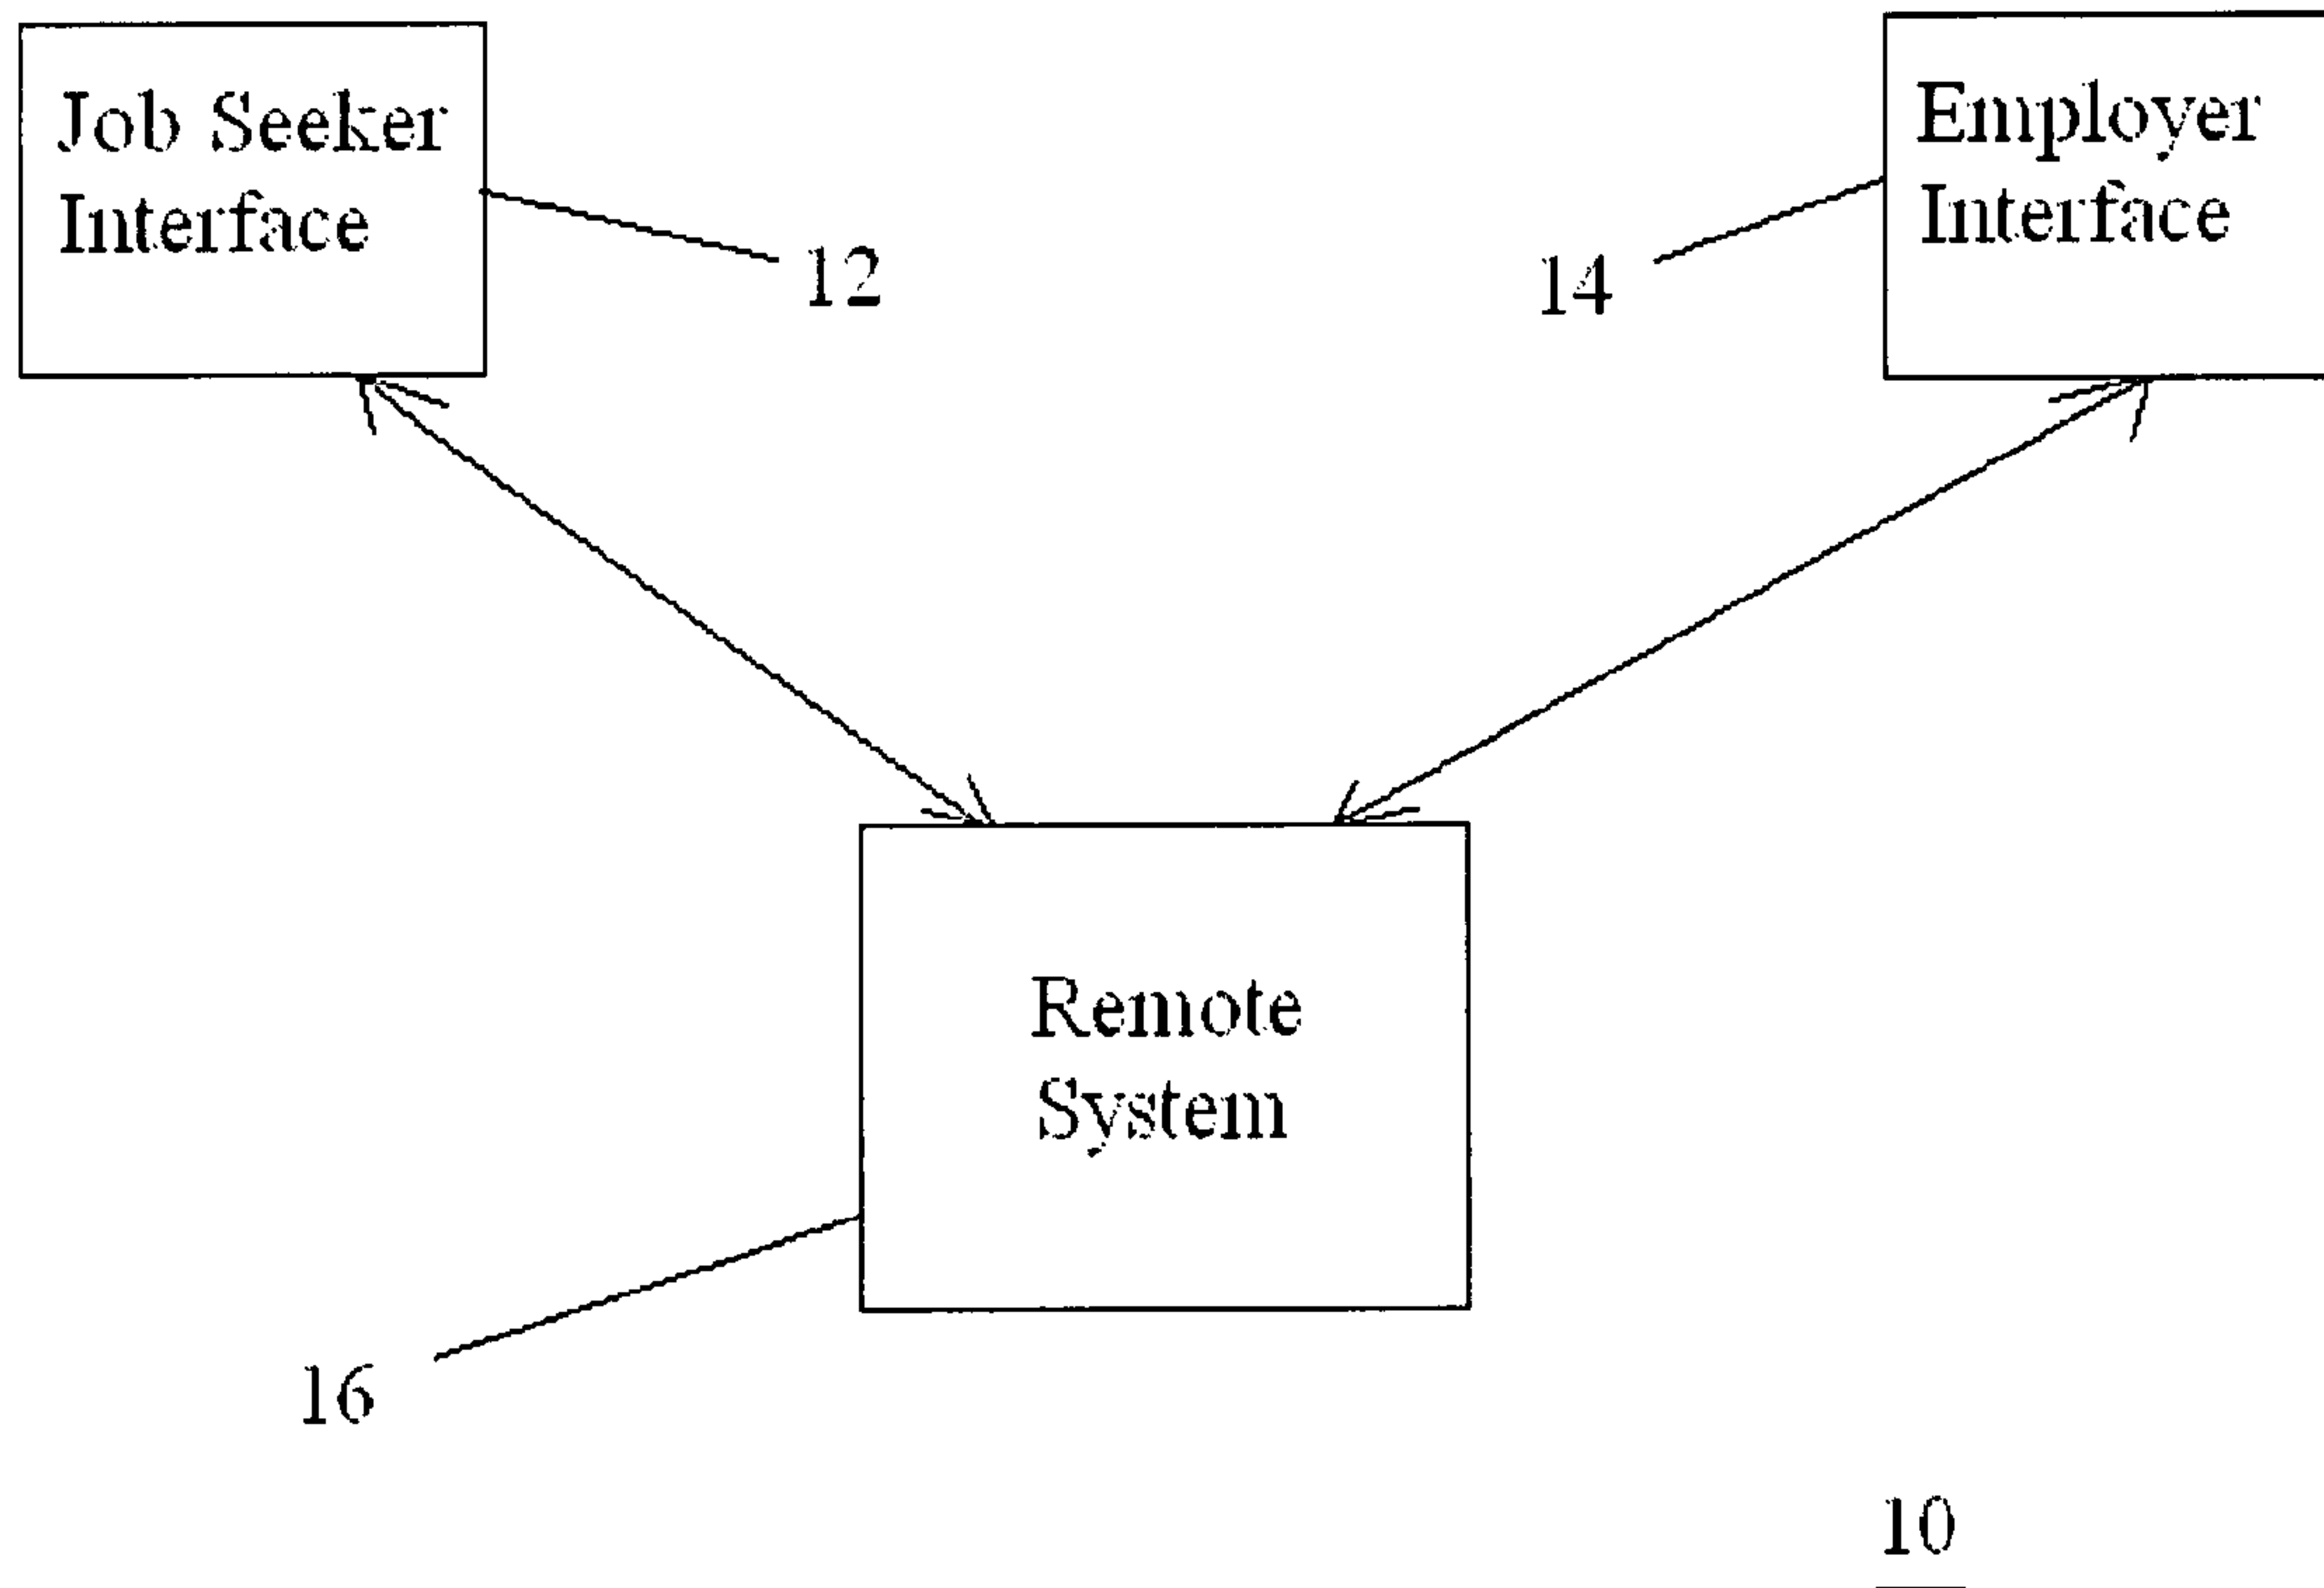 Job Seeker
Interface
12
Employer
Interface
14
Remote
System
16
10